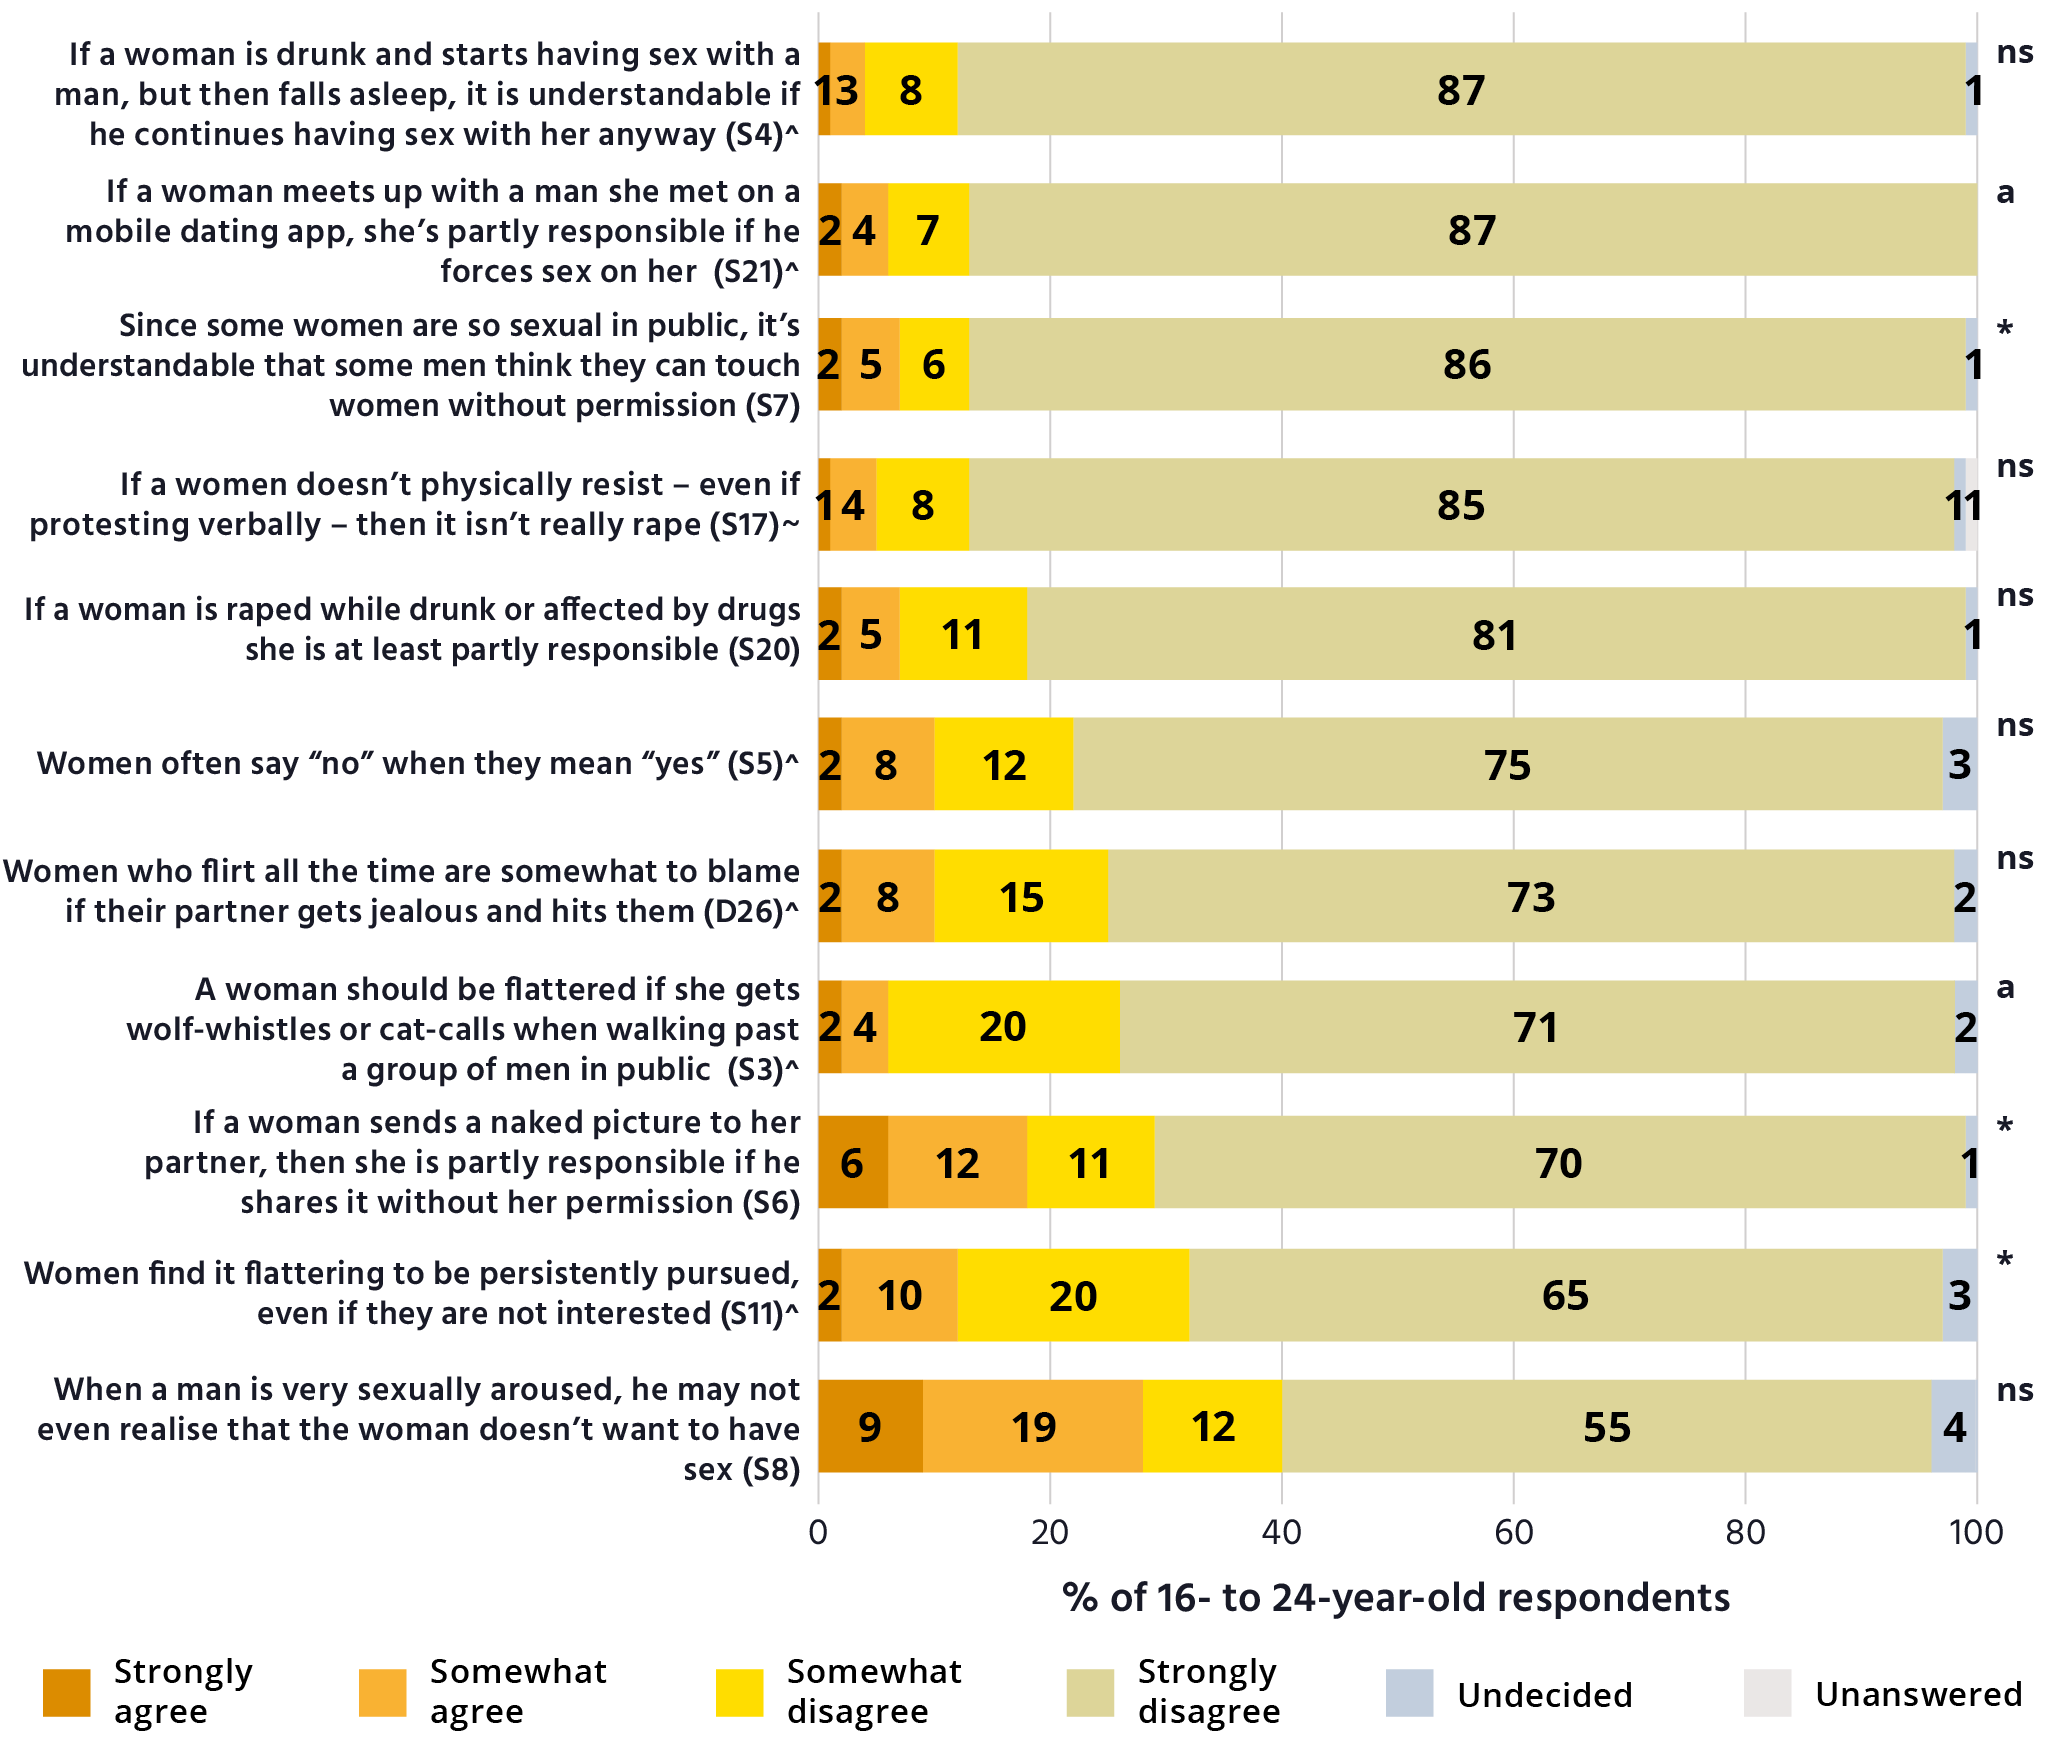 If a woman is drunk and starts having sex with a
man, but then falls asleep, it is understandable if
he continues having sex with her anyway (S4)^
1 3 8 87 1 ns
If a woman meets up with a man she met on a
mobile dating app, she’s partly responsible if he
forces sex on her (S21)^
2 4 7 87 a
Since some women are so sexual in public, it’s
understandable that some men think they can touch
women without permission (S7)
2 5 6 86 1 *
If a women doesn’t physically resist – even if
protesting verbally – then it isn’t really rape (S17)~
1 4 8 85 1 1 ns
If a woman is raped while drunk or affected by drugs
she is at least partly responsible (S20)
2 5 11 81 1 ns
Women often say “no” when they mean “yes” (S5)^
2 8 12 75 3 ns
Women who flirt all the time are somewhat to blame
if their partner gets jealous and hits them (D26)^
2 8 15 73 2 ns
A woman should be flattered if she gets
wolf-whistles or cat-calls when walking past
a group of men in public (S3)^
2 4 20 71 2 a
If a woman sends a naked picture to her
partner, then she is partly responsible if he
shares it without her permission (S6)
6 12 11 70 1 *
Women find it flattering to be persistently pursued,
even if they are not interested (S11)^
2 10 20 65 3 *
When a man is very sexually aroused, he may not
even realise that the woman doesn’t want to have
sex (S8)
9 19 12 55 4 ns
0 20 40 60 80 100
% of 16- to 24-year-old respondents
Strongly
agree
Somewhat
agree
Somewhat
disagree
Strongly
disagree
Undecided
Unanswered